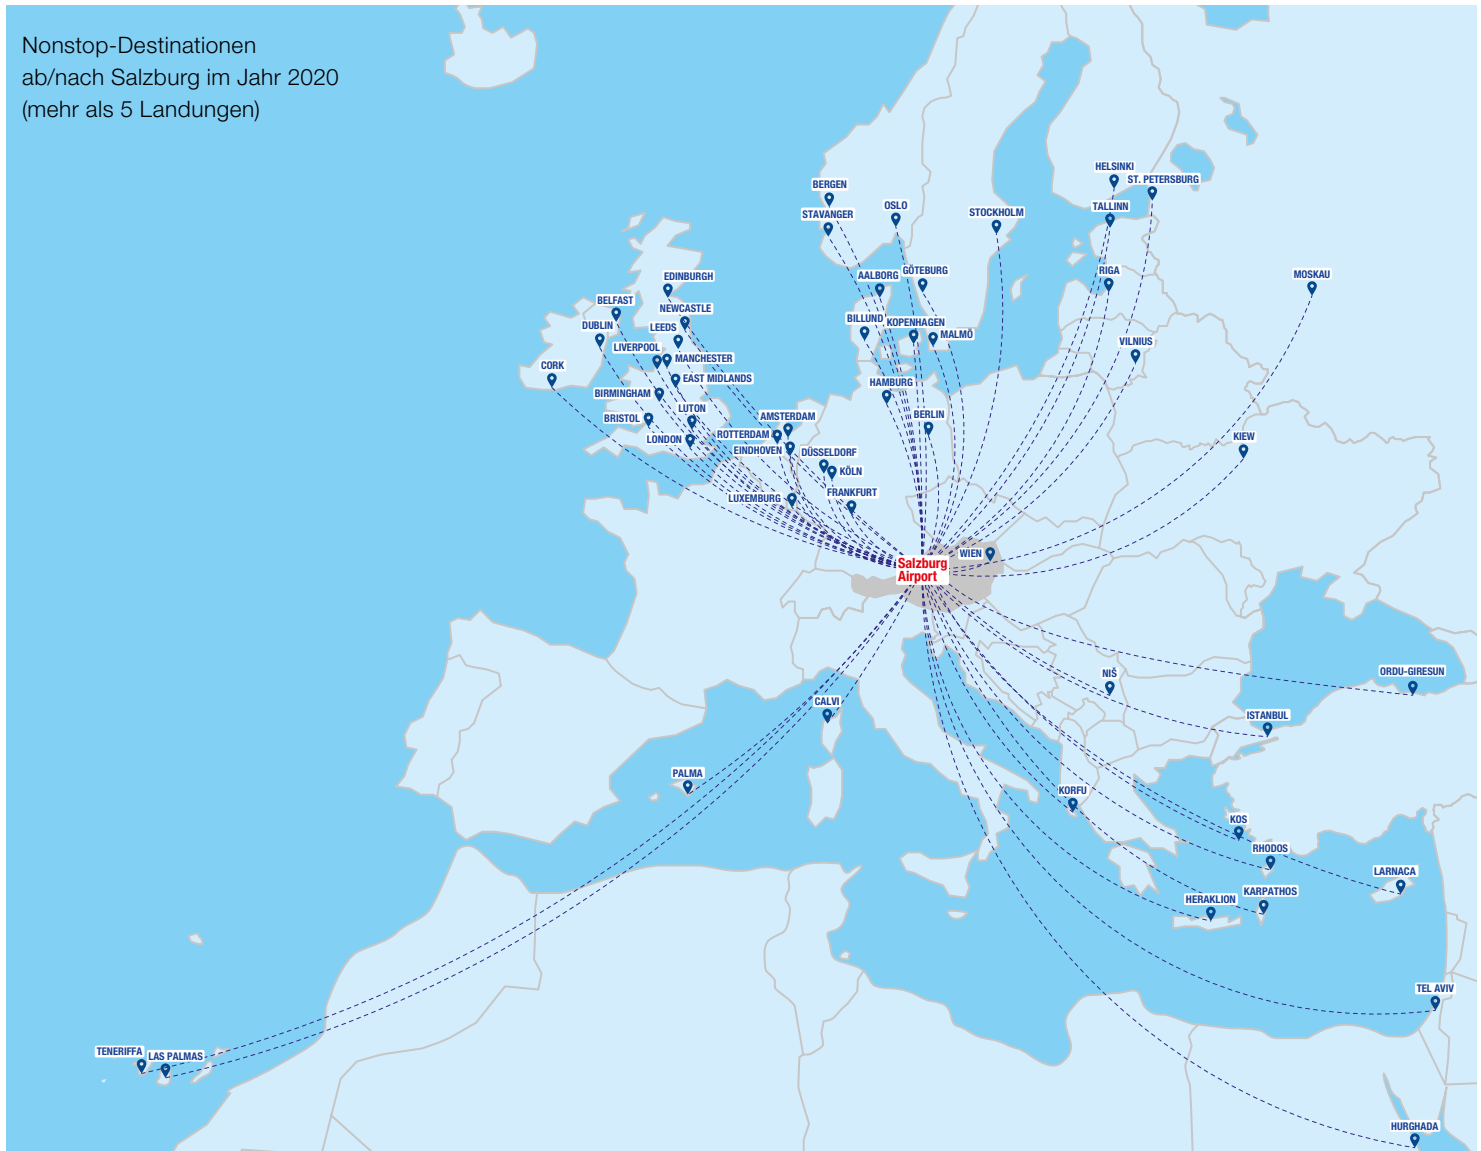 Nonstop-Destinationen
ab/nach Salzburg im Jahr 2020
(mehr als 5 Landungen)
HELSINKI
ST. PETERSBURG
BERGEN
OSLO
TALLINN
STAVANGER
STOCKHOLM
EDINBURGH
AALBORG
GÖTEBURG
RIGA
MOSKAU
BELFAST
NEWCASTLE
BILLUND
KOPENHAGEN
DUBLIN
LEEDS
MALMÖ
VILNIUS
LIVERPOOL
MANCHESTER
CORK
EAST MIDLANDS
HAMBURG
BIRMINGHAM
LUTON
AMSTERDAM
BERLIN
BRISTOL
ROTTERDAM
LONDON
KIEW
EINDHOVEN
DÜSSELDORF
KÖLN
LUXEMBURG
FRANKFURT
WIEN
Salzburg
Airport
NIŠ
ORDU-GIRESUN
CALVI
ISTANBUL
PALMA
KORFU
KOS
RHODOS
LARNACA
KARPATHOS
HERAKLION
TEL AVIV
TENERIFFA
LAS PALMAS
HURGHADA